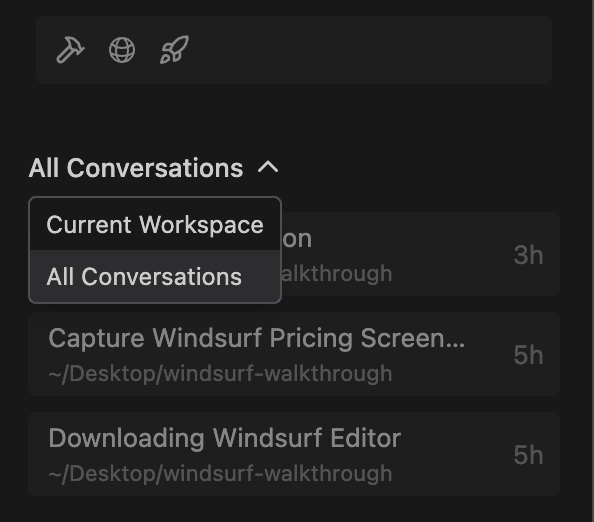 All Conversations
Current Workspace
All Conversations
on
3h
walkthrough
Capture Windsurf Pricing Screen...
5h
~/Desktop/windsurf-walkthrough
Downloading Windsurf Editor
5h
~/Desktop/windsurf-walkthrough